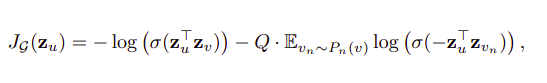 J_𝒢(𝐳_u) = − log (σ(𝐳_u^⊤ 𝐳_v)) − Q · 𝔼_{v_n∼P_n(v)} log (σ(−𝐳_u^⊤ 𝐳_{v_n})) ,